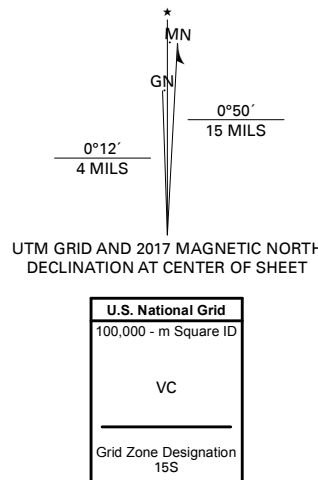 ★
MN
GN
0°50´
15 MILS
0°12´
4 MILS
UTM GRID AND 2017 MAGNETIC NORTH
DECLINATION AT CENTER OF SHEET
U.S. National Grid
100,000 - m Square ID
VC
Grid Zone Designation
15S